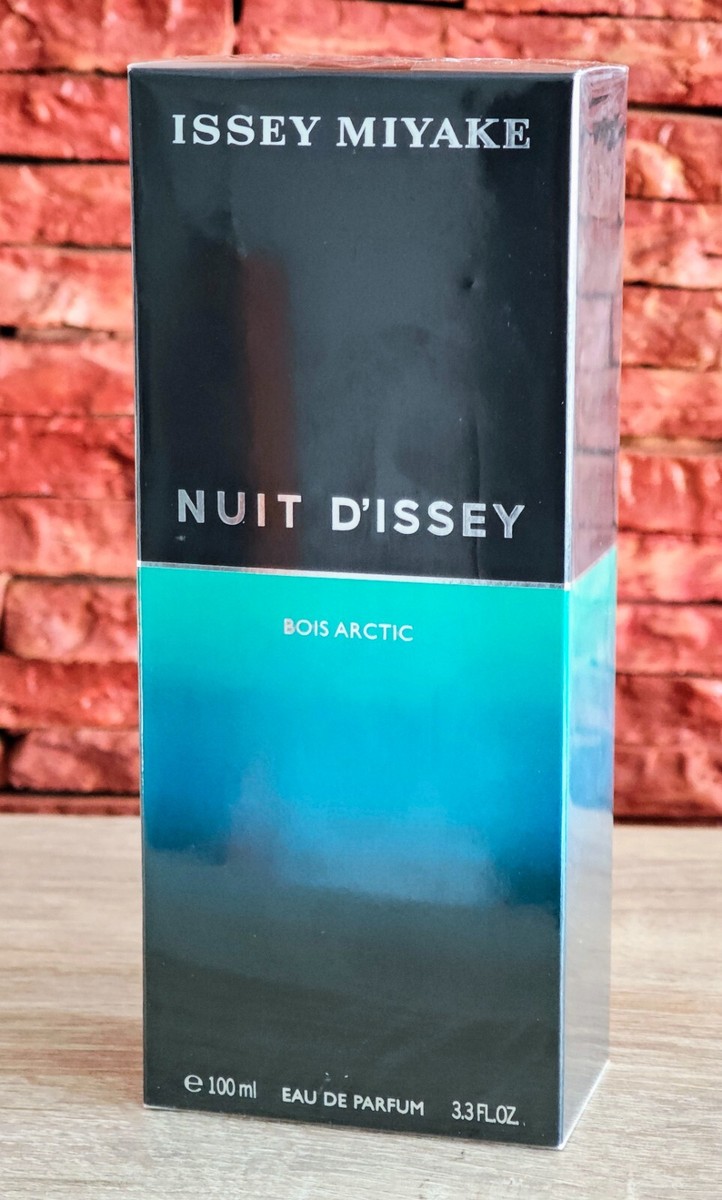 ISSEY MIYAKE
NUIT D'ISSEY
BOIS ARCTIC
e 100 ml EAU DE PARFUM 3.3 FL.OZ.